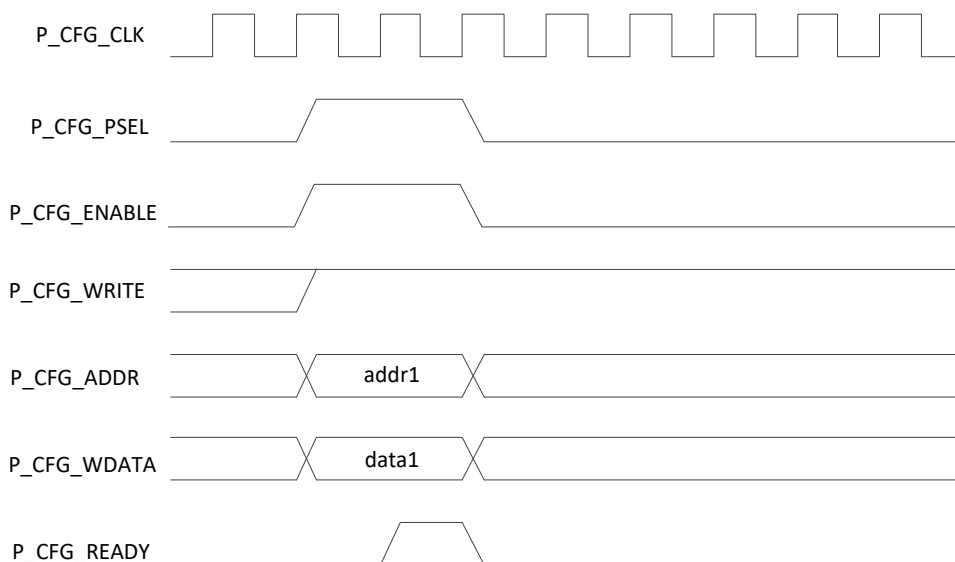 P_CFG_CLK
P_CFG_PSEL
P_CFG_ENABLE
P_CFG_WRITE
P_CFG_ADDR
addr1
P_CFG_WDATA
data1
P_CFG_READY